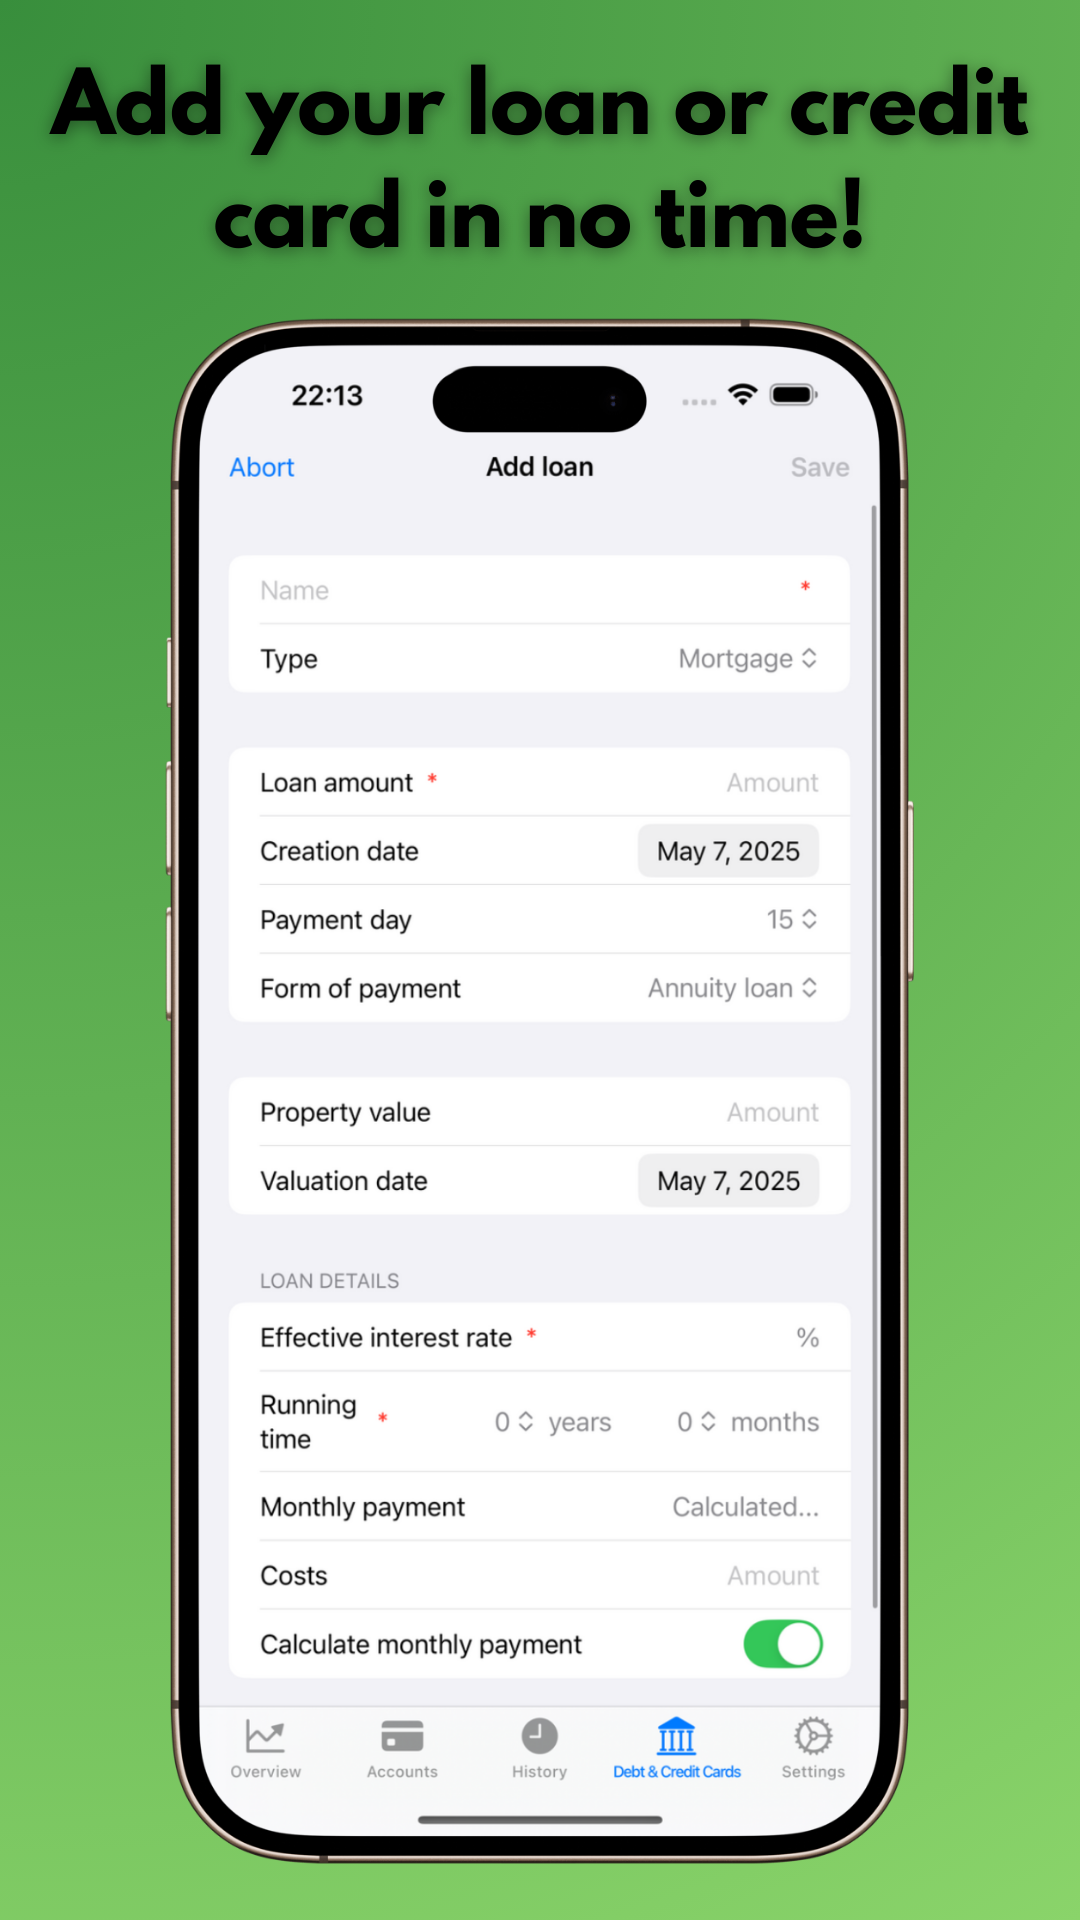 Add your loan or credit
card in no time!
22:13
Abort Add loan Save
Name *
Type Mortgage
Loan amount * Amount
Creation date May 7, 2025
Payment day 15
Form of payment Annuity loan
Property value Amount
Valuation date May 7, 2025
LOAN DETAILS
Effective interest rate * %
Running
time * 0 years 0 months
Monthly payment Calculated...
Costs Amount
Calculate monthly payment
Overview Accounts History Debt & Credit Cards Settings